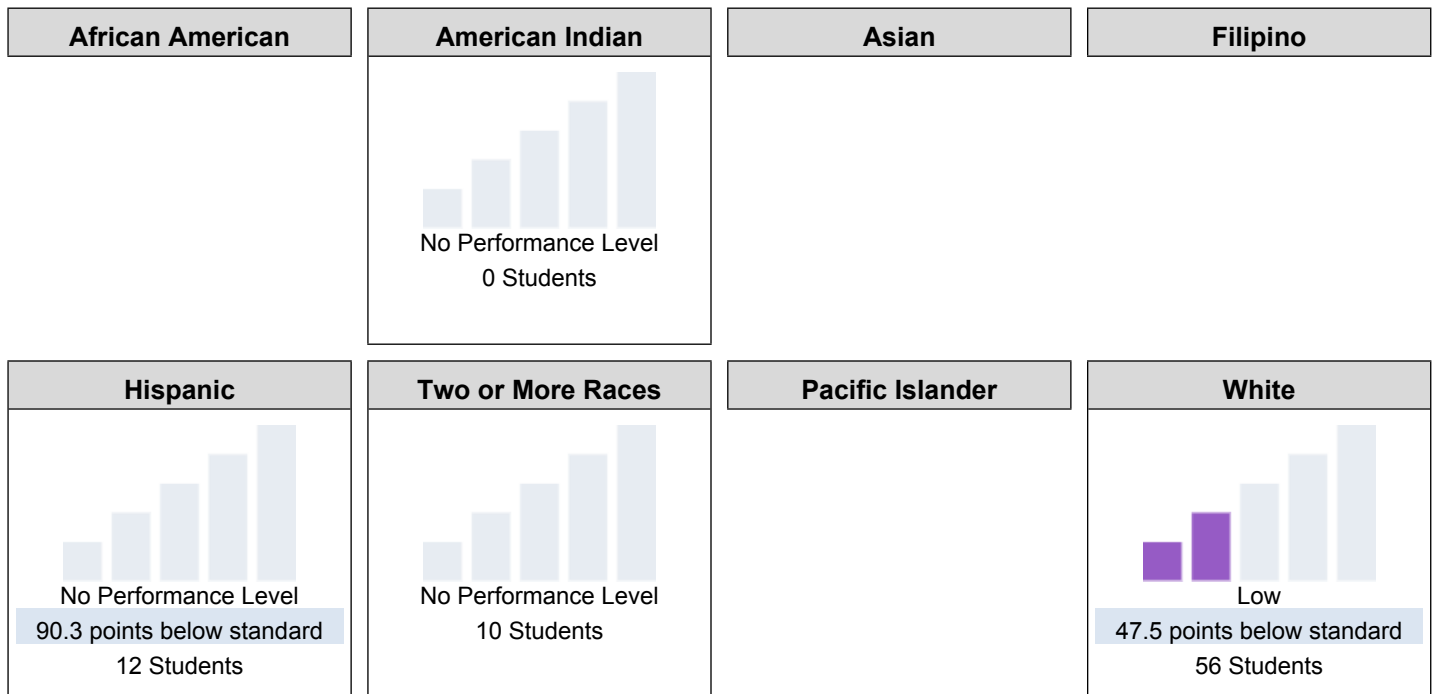 African American
American Indian
Asian
Filipino
No Performance Level
0 Students
Hispanic
Two or More Races
Pacific Islander
White
No Performance Level
90.3 points below standard
12 Students
No Performance Level
10 Students
Low
47.5 points below standard
56 Students